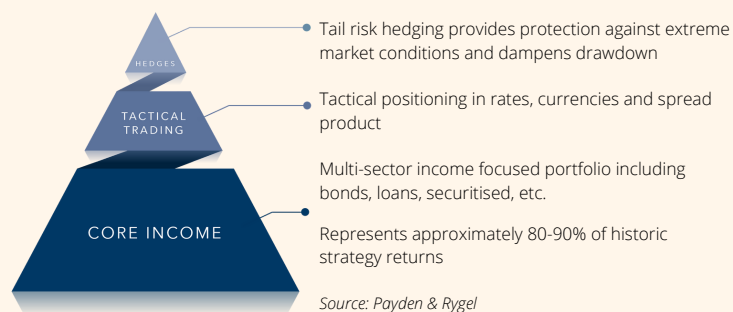 Tail risk hedging provides protection against extreme
market conditions and dampens drawdown
HEDGES
Tactical positioning in rates, currencies and spread
product
TACTICAL
TRADING
Multi-sector income focused portfolio including
bonds, loans, securitised, etc.
CORE INCOME
Represents approximately 80-90% of historic
strategy returns
Source: Payden & Rygel